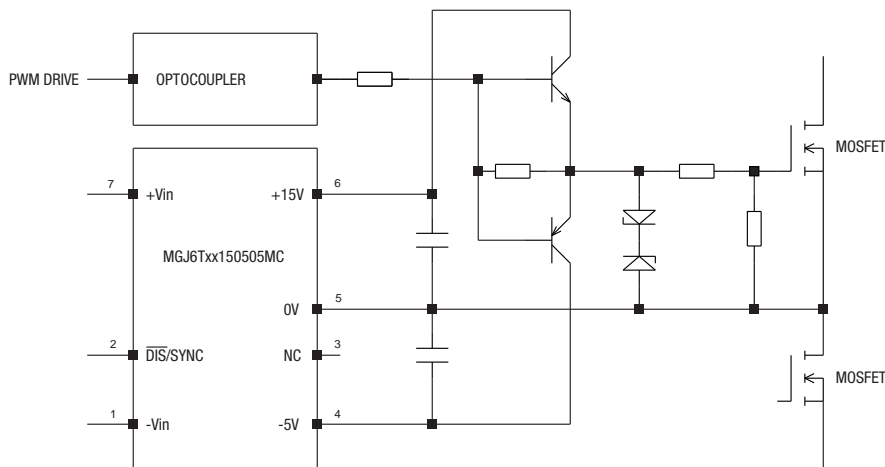 PWM DRIVE
OPTOCOUPLER
MOSFET
7
+Vin
+15V
6
MGJ6Txx150505MC
0V
5
2
DIS/SYNC
NC
3
MOSFET
1
-Vin
-5V
4